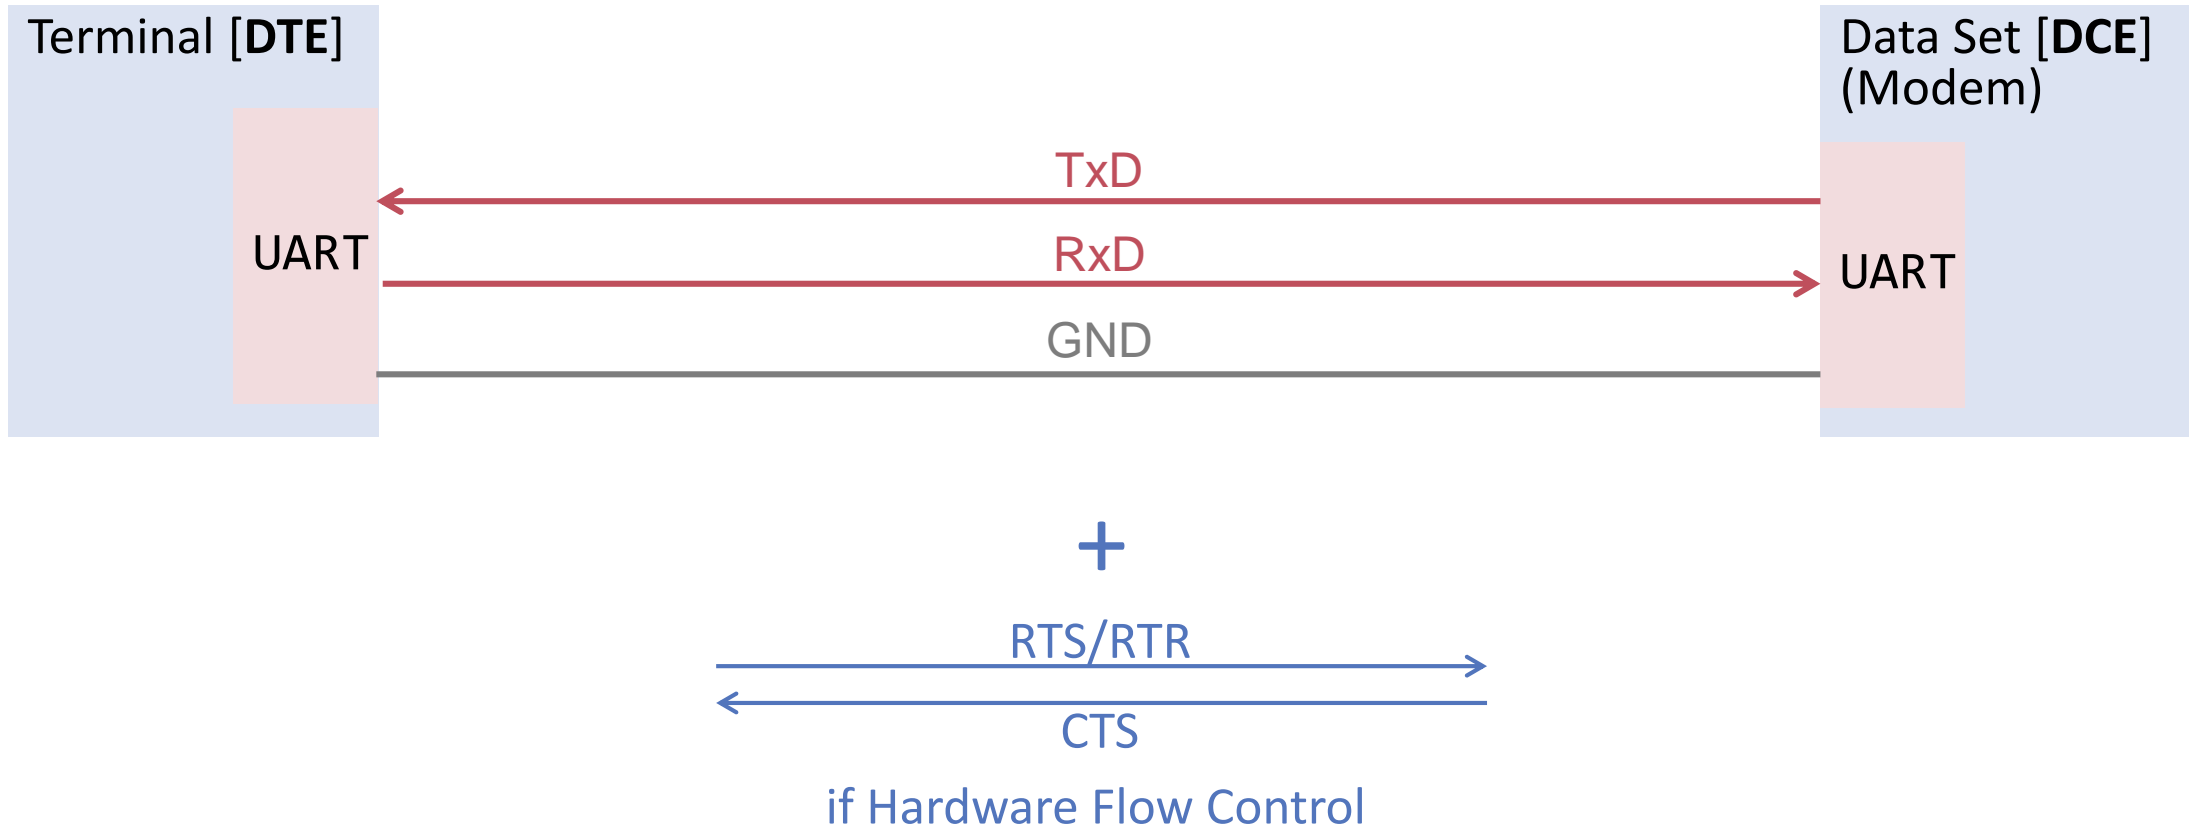 Terminal [DTE]
Data Set [DCE]
(Modem)
TxD
UART
RxD
UART
GND
+
RTS/RTR
CTS
if Hardware Flow Control